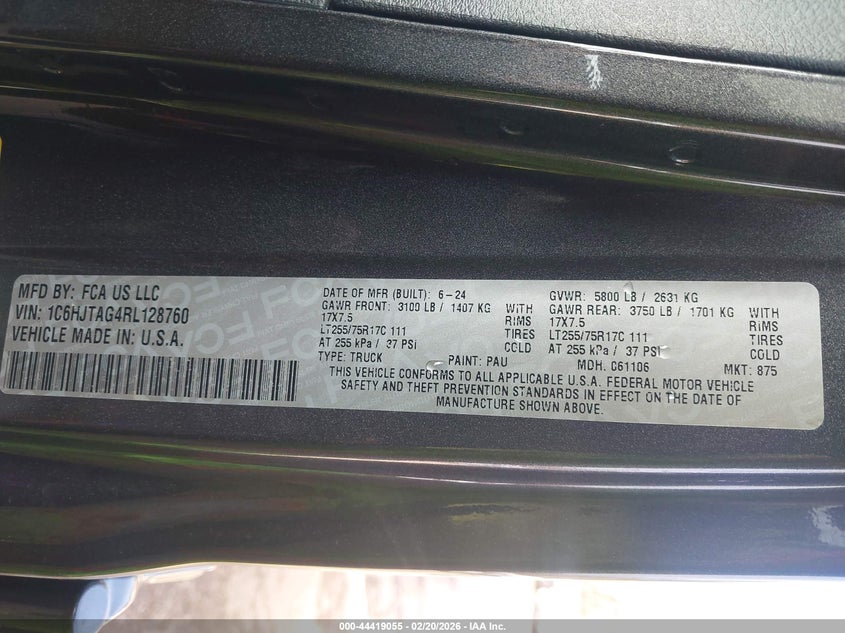 MFD BY: FCA US LLC
VIN: 1C6HJTAG4RL128760
VEHICLE MADE IN: U.S.A.
DATE OF MFR (BUILT): 6-24
GAWR FRONT: 3100 LB / 1407 KG WITH
17X7.5 RIMS
LT255/75R17C 111 TIRES
AT 255 kPa / 37 PSi COLD
TYPE: TRUCK PAINT: PAU
GVWR: 5800 LB / 2631 KG
GAWR REAR: 3750 LB / 1701 KG WITH
17X7.5 RIMS
LT255/75R17C 111 TIRES
AT 255 kPa / 37 PSI COLD
MDH: 061106 MKT: 875
THIS VEHICLE CONFORMS TO ALL APPLICABLE U.S.A. FEDERAL MOTOR VEHICLE
SAFETY AND THEFT PREVENTION STANDARDS IN EFFECT ON THE DATE OF
MANUFACTURE SHOWN ABOVE.
000-44419055 - 02/20/2026 - IAA Inc.